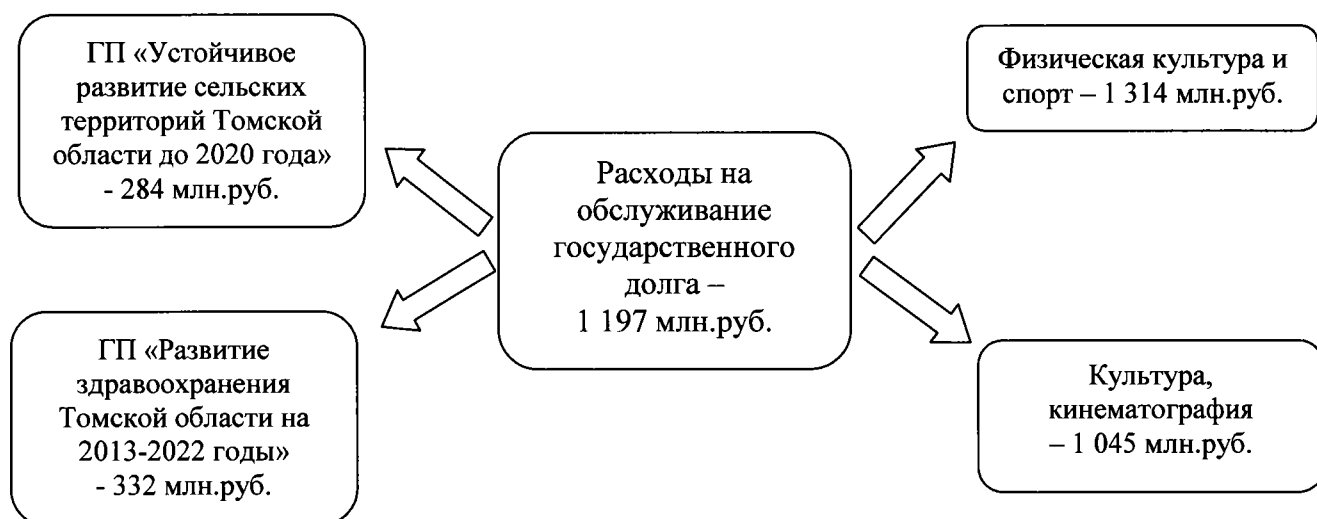 ГП «Устойчивое
развитие сельских
территорий Томской
области до 2020 года»
- 284 млн.руб.
ГП «Развитие
здравоохранения
Томской области на
2013-2022 годы»
- 332 млн.руб.
Расходы на
обслуживание
государственного
долга –
1 197 млн.руб.
Физическая культура и
спорт – 1 314 млн.руб.
Культура,
кинематография
– 1 045 млн.руб.